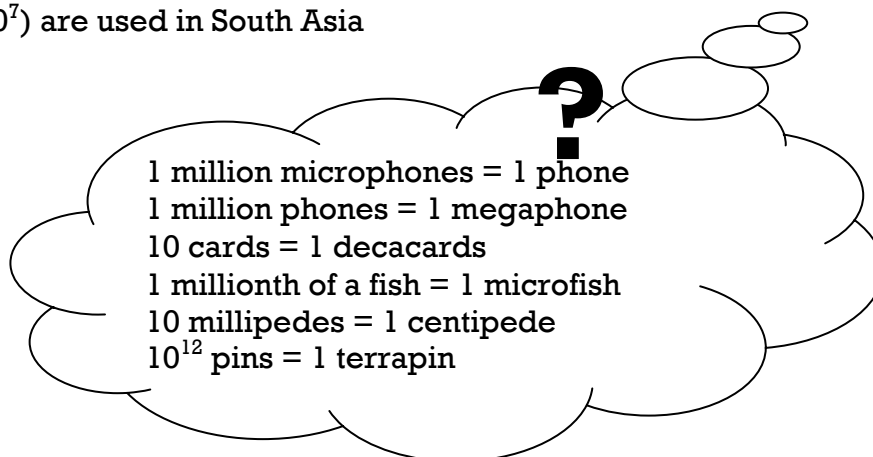 0⁷) are used in South Asia
?
1 million microphones = 1 phone
1 million phones = 1 megaphone
10 cards = 1 decacards
1 millionth of a fish = 1 microfish
10 millipedes = 1 centipede
10¹² pins = 1 terrapin